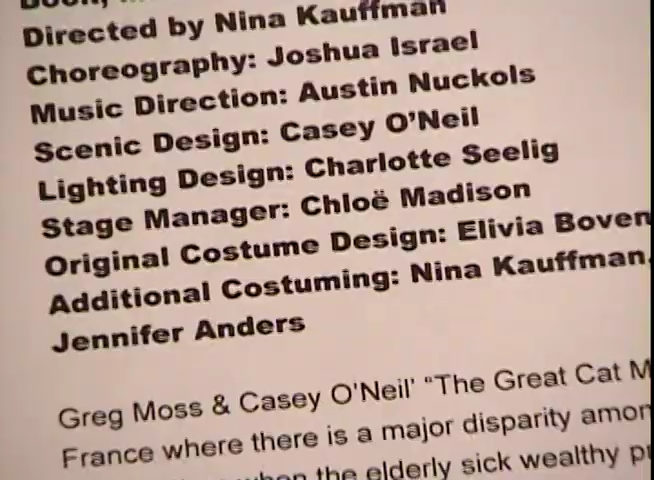 Directed by Nina Kauffman
Choreography: Joshua Israel
Music Direction: Austin Nuckols
Scenic Design: Casey O'Neil
Lighting Design: Charlotte Seelig
Stage Manager: Chloë Madison
Original Costume Design: Elivia Boven
Additional Costuming: Nina Kauffman,
Jennifer Anders
Greg Moss & Casey O'Neil' "The Great Cat M
France where there is a major disparity amon
when the elderly sick wealthy